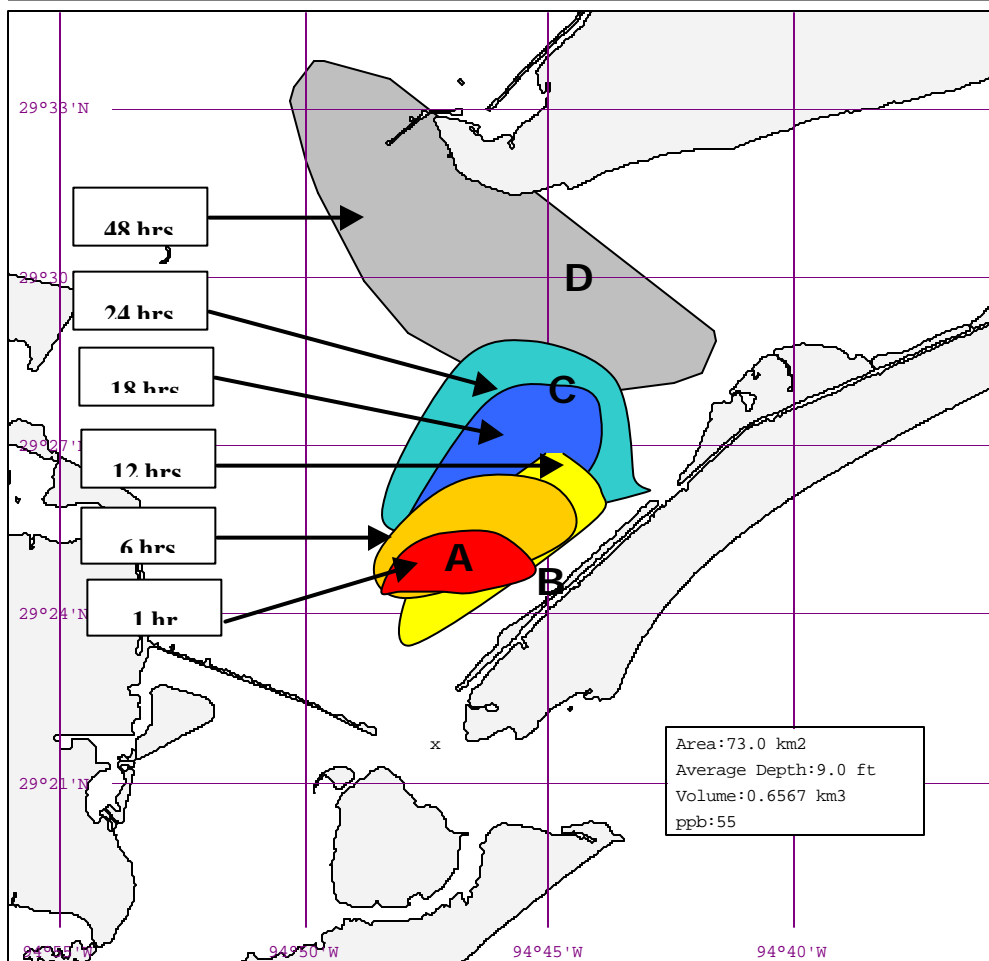 29°33'N
48 hrs
D
29°30
24 hrs
C
18 hrs
29°27'N
12 hrs
6 hrs
A
B
1 hr
29°24'N
x
Area:73.0 km2
Average Depth:9.0 ft
Volume:0.6567 km3
ppb:55
29°21'N
94°55'W
94°50'W
94°45'W
94°40'W